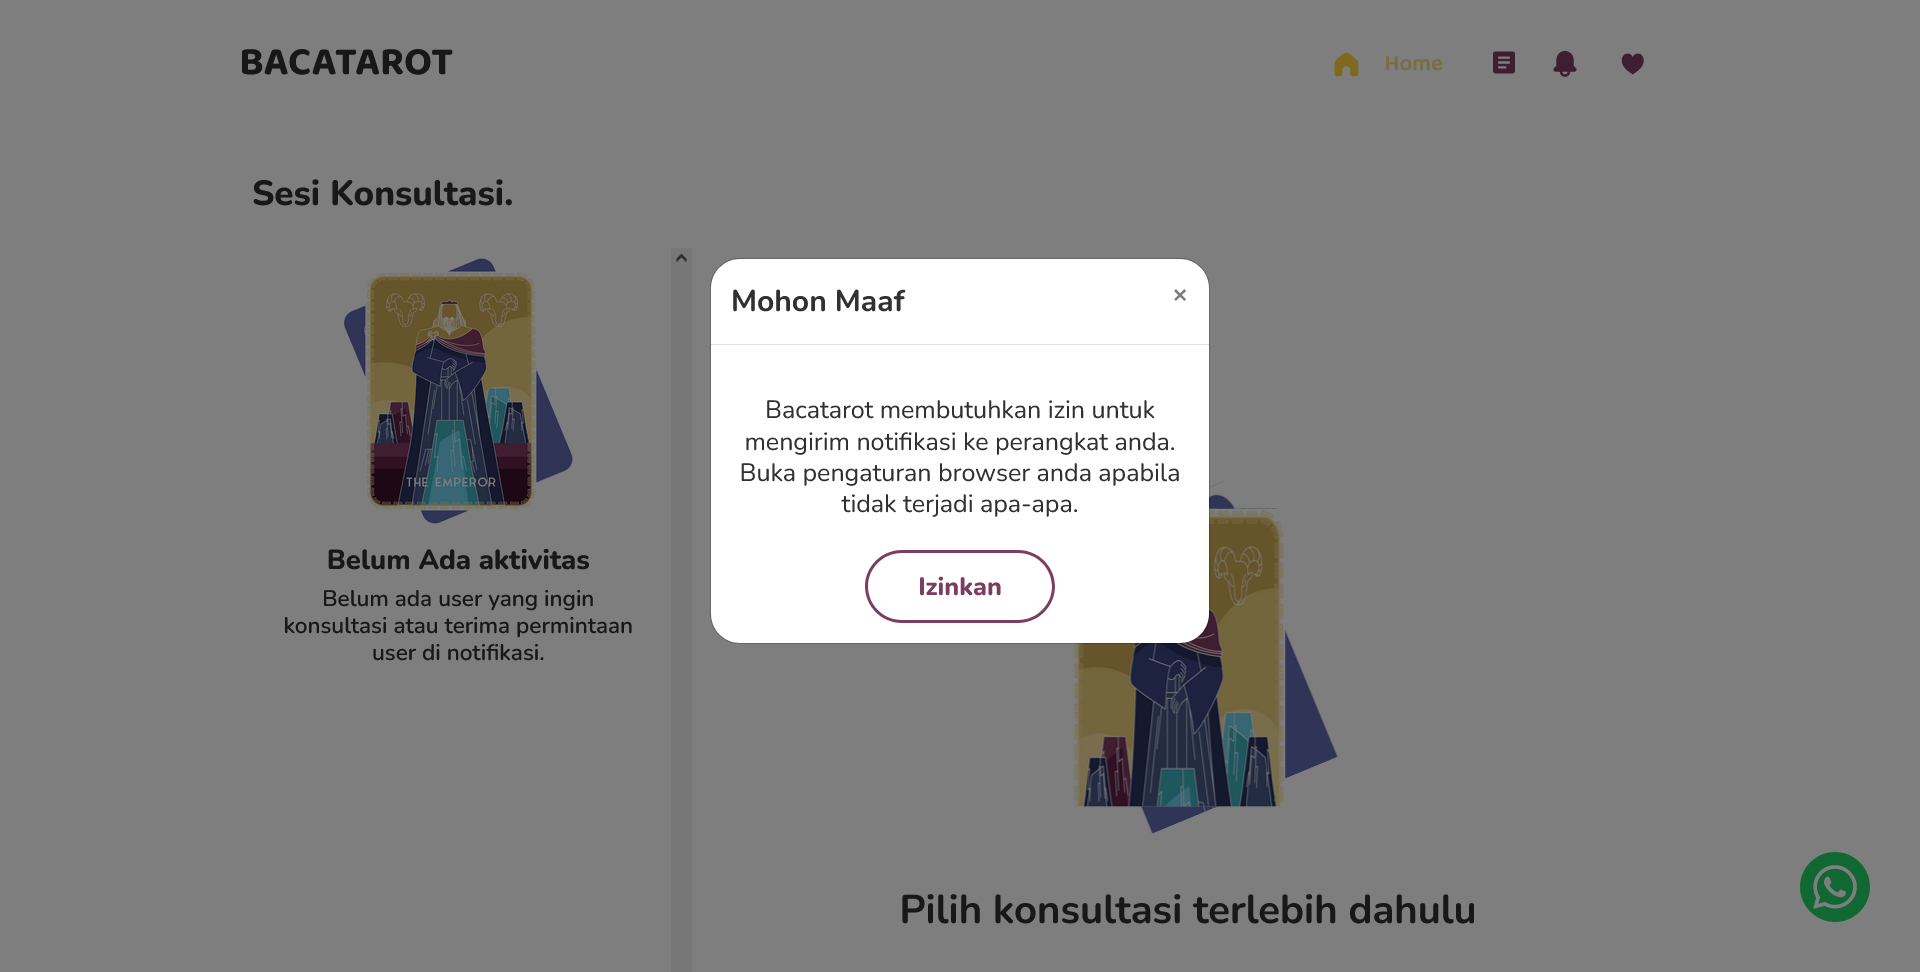 BACATAROT
Home
Sesi Konsultasi.
THE EMPEROR
Belum Ada aktivitas
Belum ada user yang ingin
konsultasi atau terima permintaan
user di notifikasi.
Mohon Maaf
×
Bacatarot membutuhkan izin untuk
mengirim notifikasi ke perangkat anda.
Buka pengaturan browser anda apabila
tidak terjadi apa-apa.
Izinkan
Pilih konsultasi terlebih dahulu